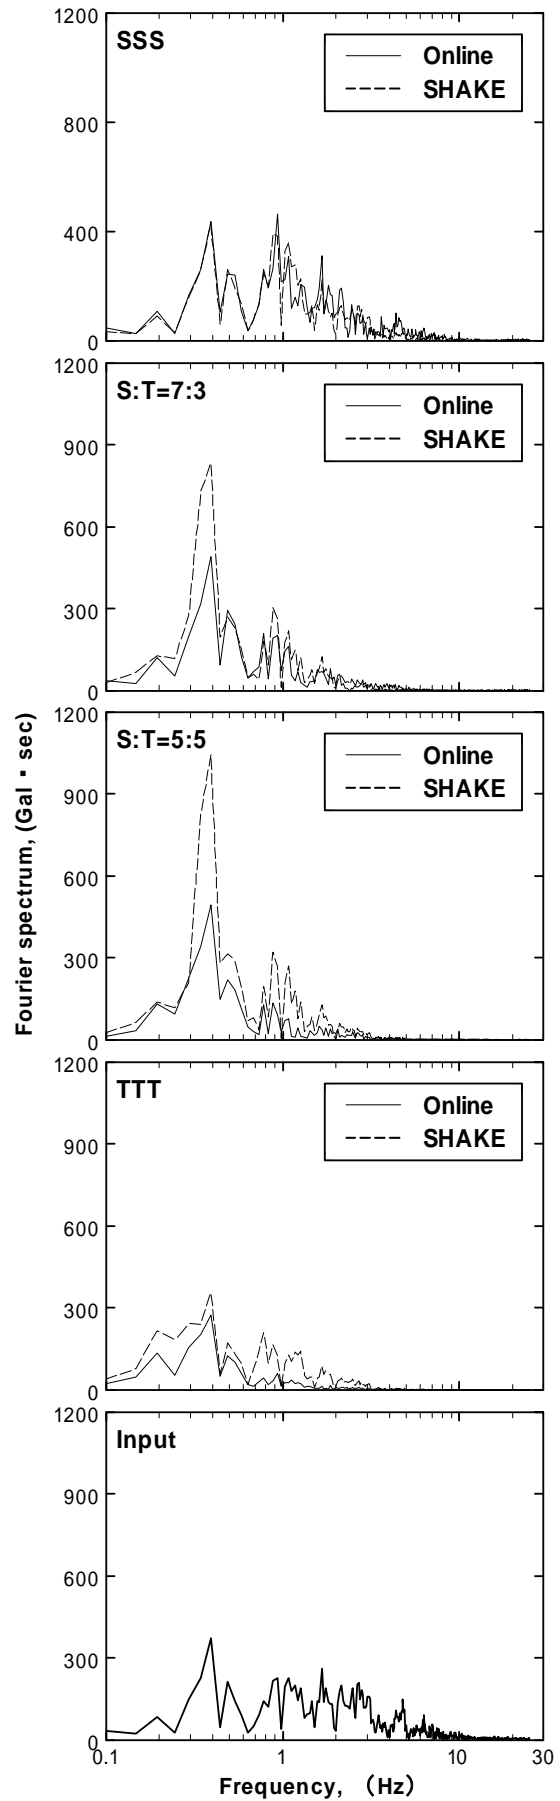 1200
SSS
Online
SHAKE
800
400
0
1200
S:T=7:3
Online
SHAKE
900
600
300
0
1200
S:T=5:5
Online
SHAKE
900
600
300
0
Fourier spectrum, (Gal・sec)
1200
TTT
Online
SHAKE
900
600
300
0
1200
Input
900
600
300
0
0.1 1 10 30
Frequency, (Hz)